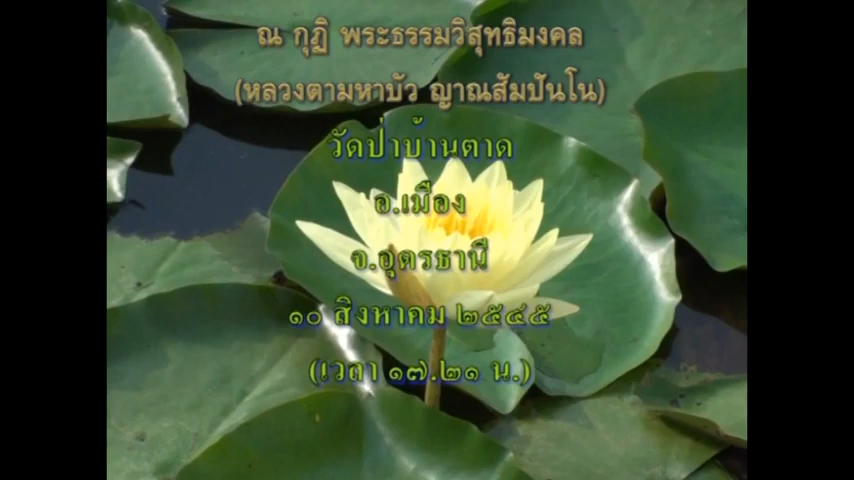 ณ กุฏิ พระธรรมวิสุทธิมงคล
(หลวงตามหาบัว ญาณสัมปันโน)
วัดป่าบ้านตาด
อ.เมือง
จ.อุดรธานี
๑๐ สิงหาคม ๒๕๔๕
(เวลา ๑๗.๒๑ น.)